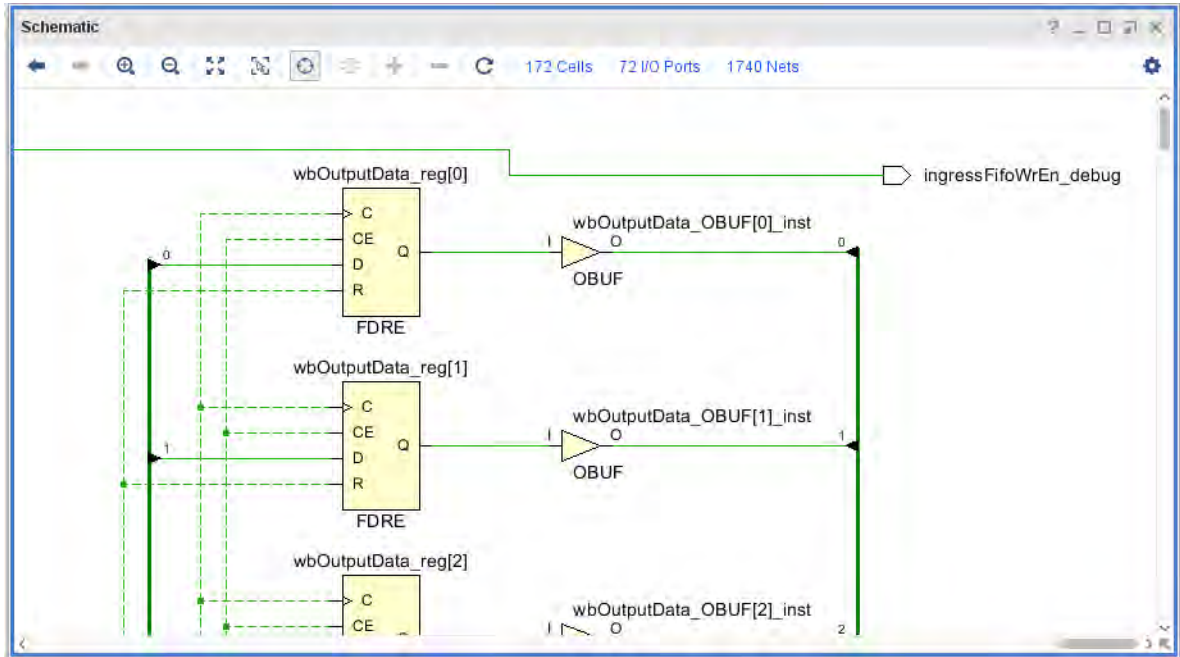 Schematic
172 Cells 72 I/O Ports 1740 Nets
ingressFifoWrEn_debug
wbOutputData_reg[0]
C
CE
D
R
Q
FDRE
0
wbOutputData_OBUF[0]_inst
I
O
OBUF
0
wbOutputData_reg[1]
C
CE
D
R
Q
FDRE
1
wbOutputData_OBUF[1]_inst
I
O
OBUF
1
wbOutputData_reg[2]
C
CE
wbOutputData_OBUF[2]_inst
I
O
2